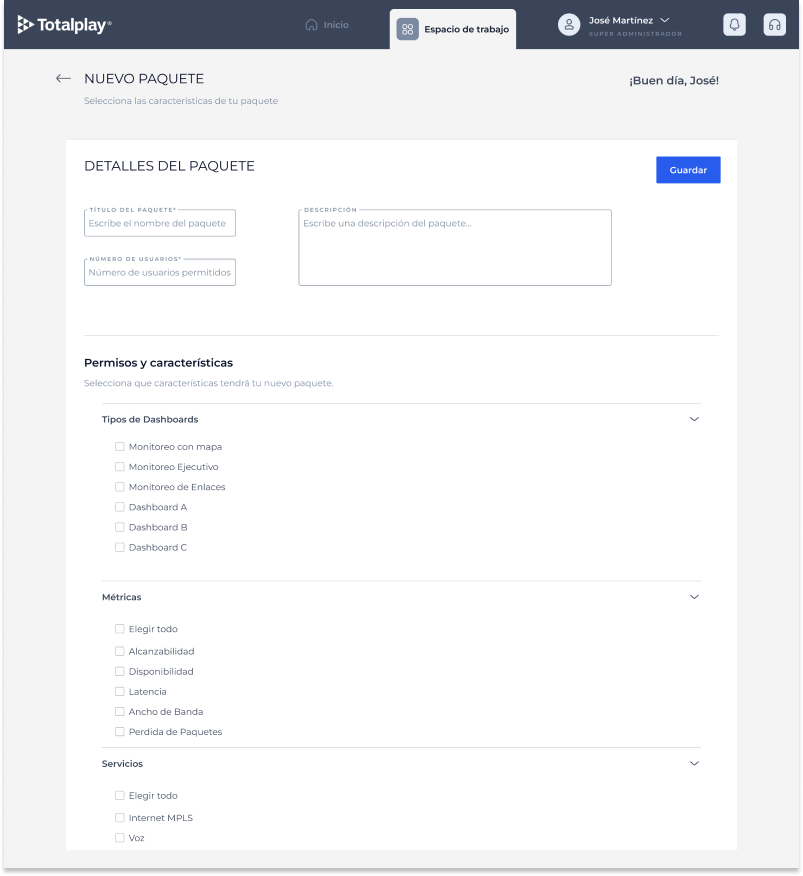 Totalplay®
Inicio
Espacio de trabajo
José Martínez
SUPER ADMINISTRADOR
NUEVO PAQUETE
¡Buen día, José!
Selecciona las características de tu paquete
DETALLES DEL PAQUETE
Guardar
TÍTULO DEL PAQUETE*
Escribe el nombre del paquete
DESCRIPCIÓN
Escribe una descripción del paquete...
NÚMERO DE USUARIOS*
Número de usuarios permitidos
Permisos y características
Selecciona que características tendrá tu nuevo paquete.
Tipos de Dashboards
Monitoreo con mapa
Monitoreo Ejecutivo
Monitoreo de Enlaces
Dashboard A
Dashboard B
Dashboard C
Métricas
Elegir todo
Alcanzabilidad
Disponibilidad
Latencia
Ancho de Banda
Perdida de Paquetes
Servicios
Elegir todo
Internet MPLS
Voz